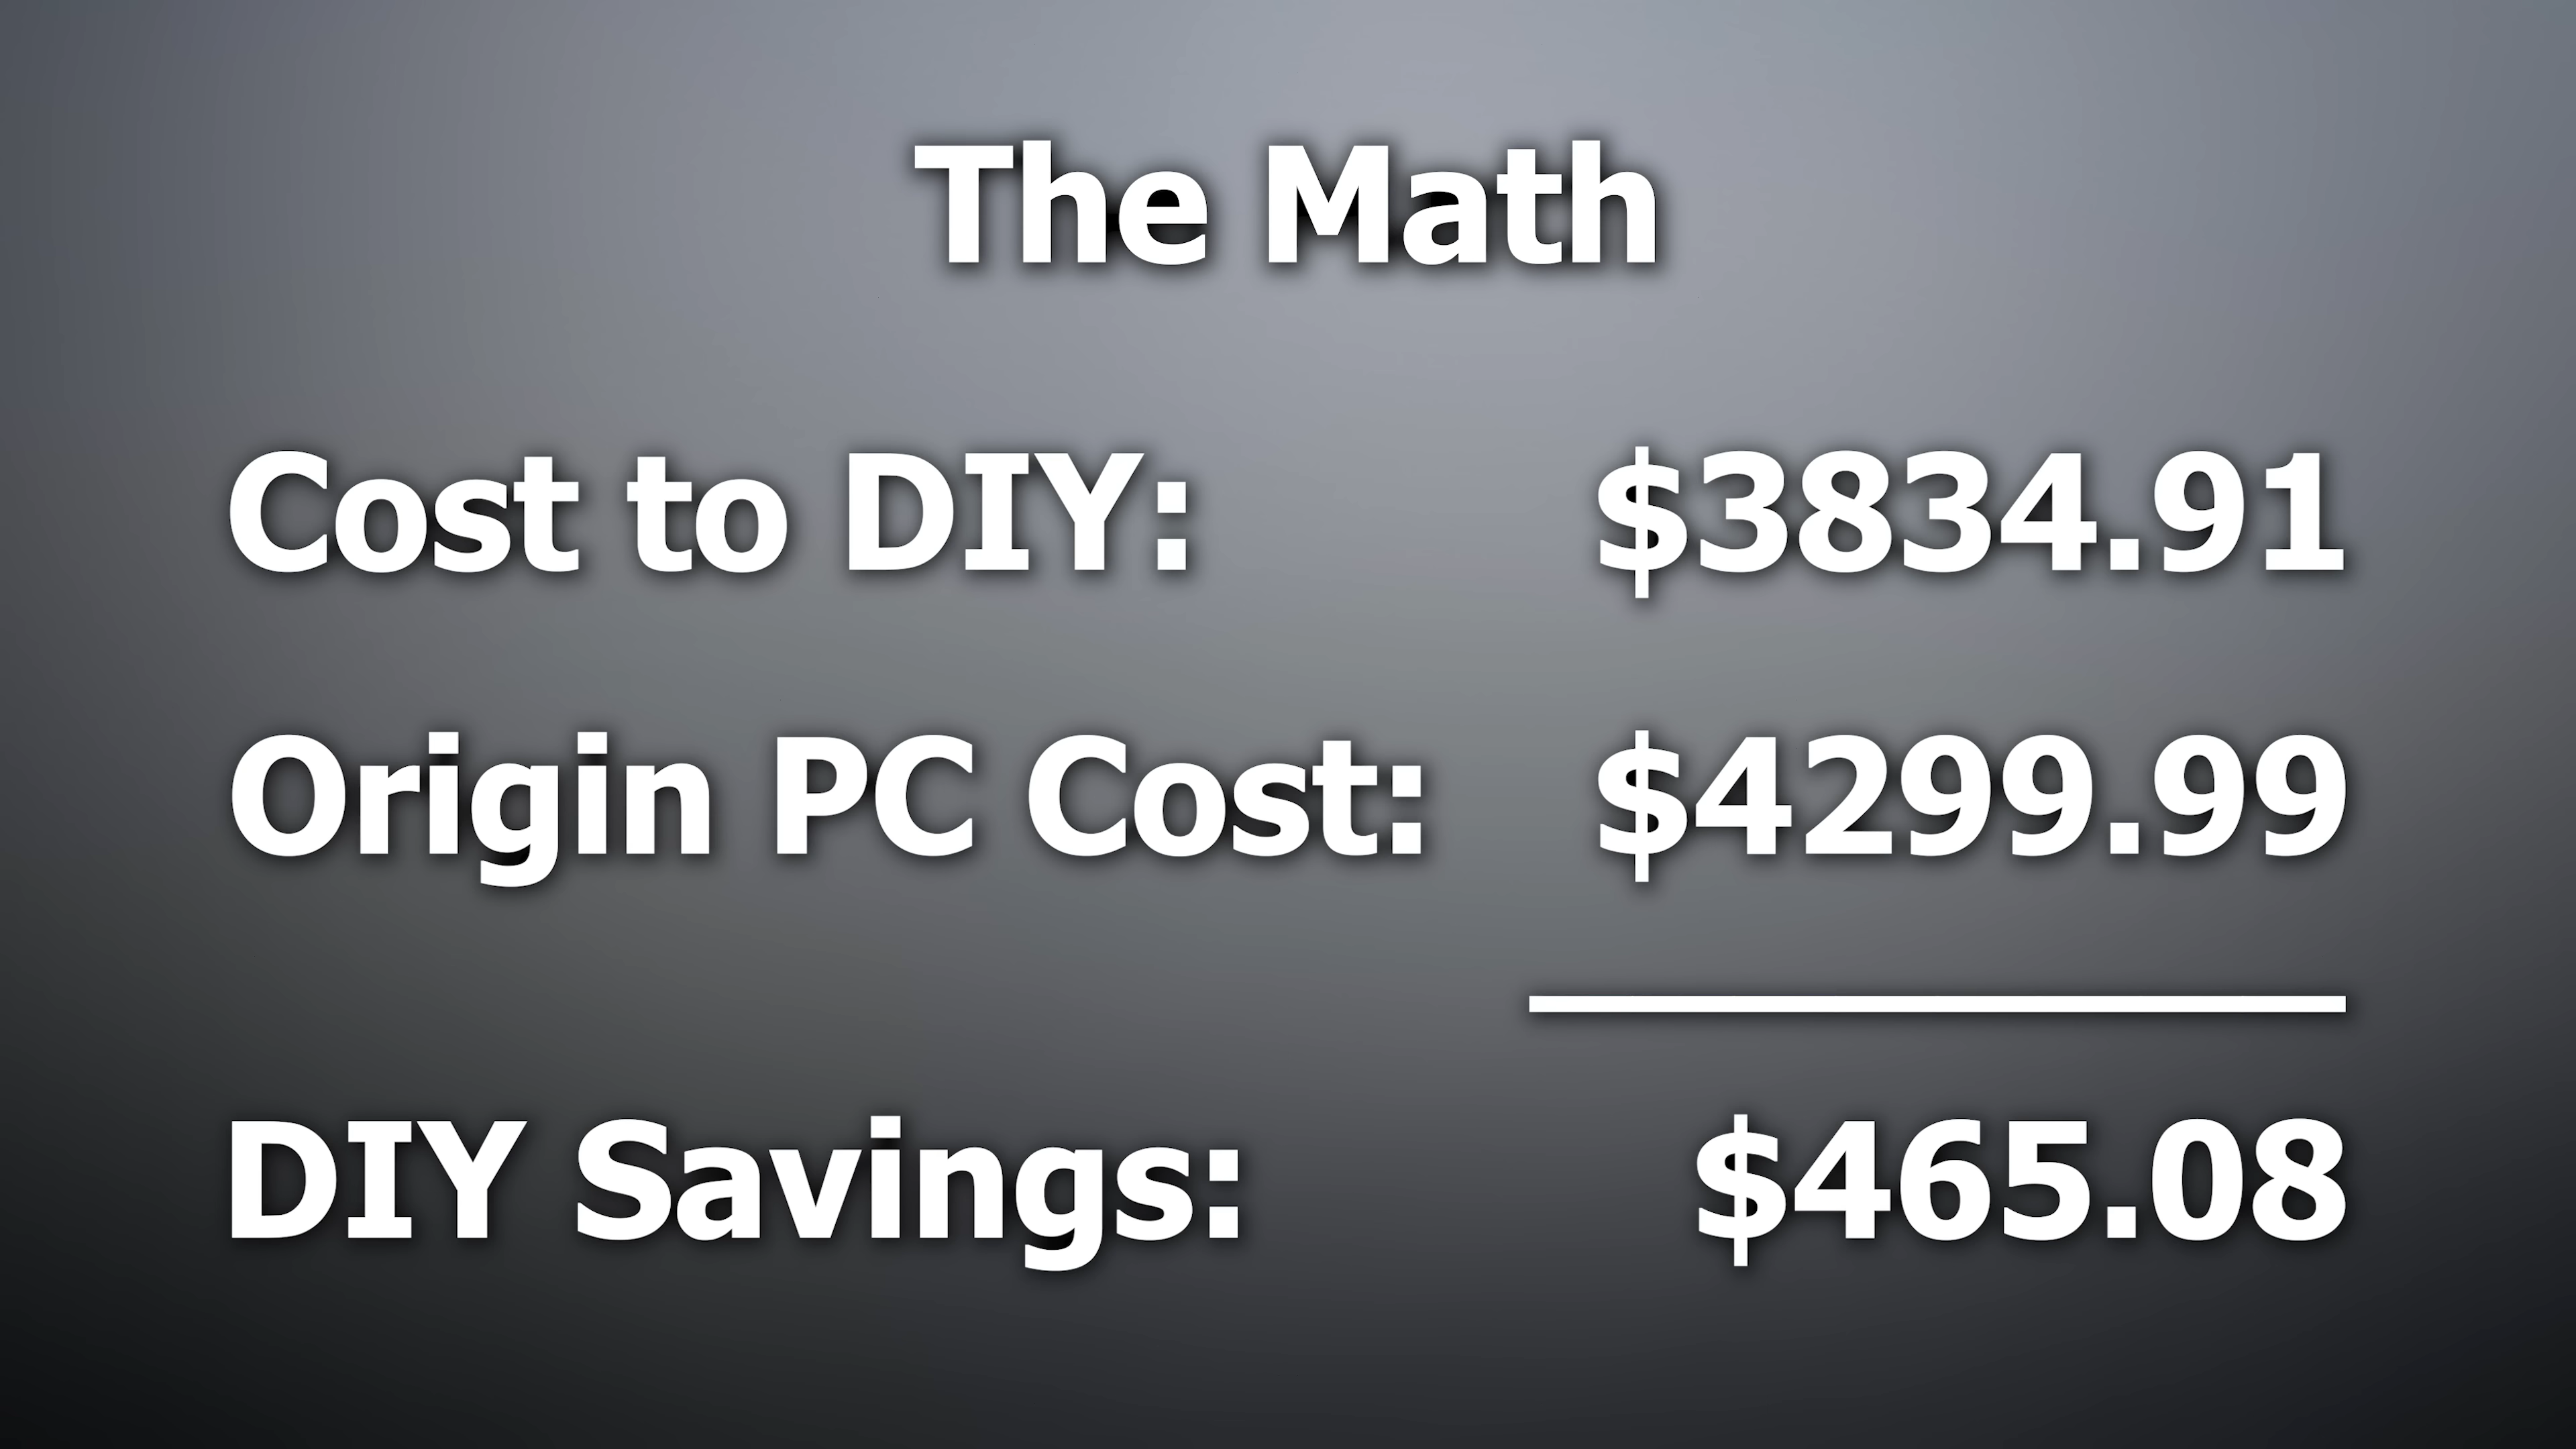 The Math
Cost to DIY: $3834.91
Origin PC Cost: $4299.99
DIY Savings: $465.08